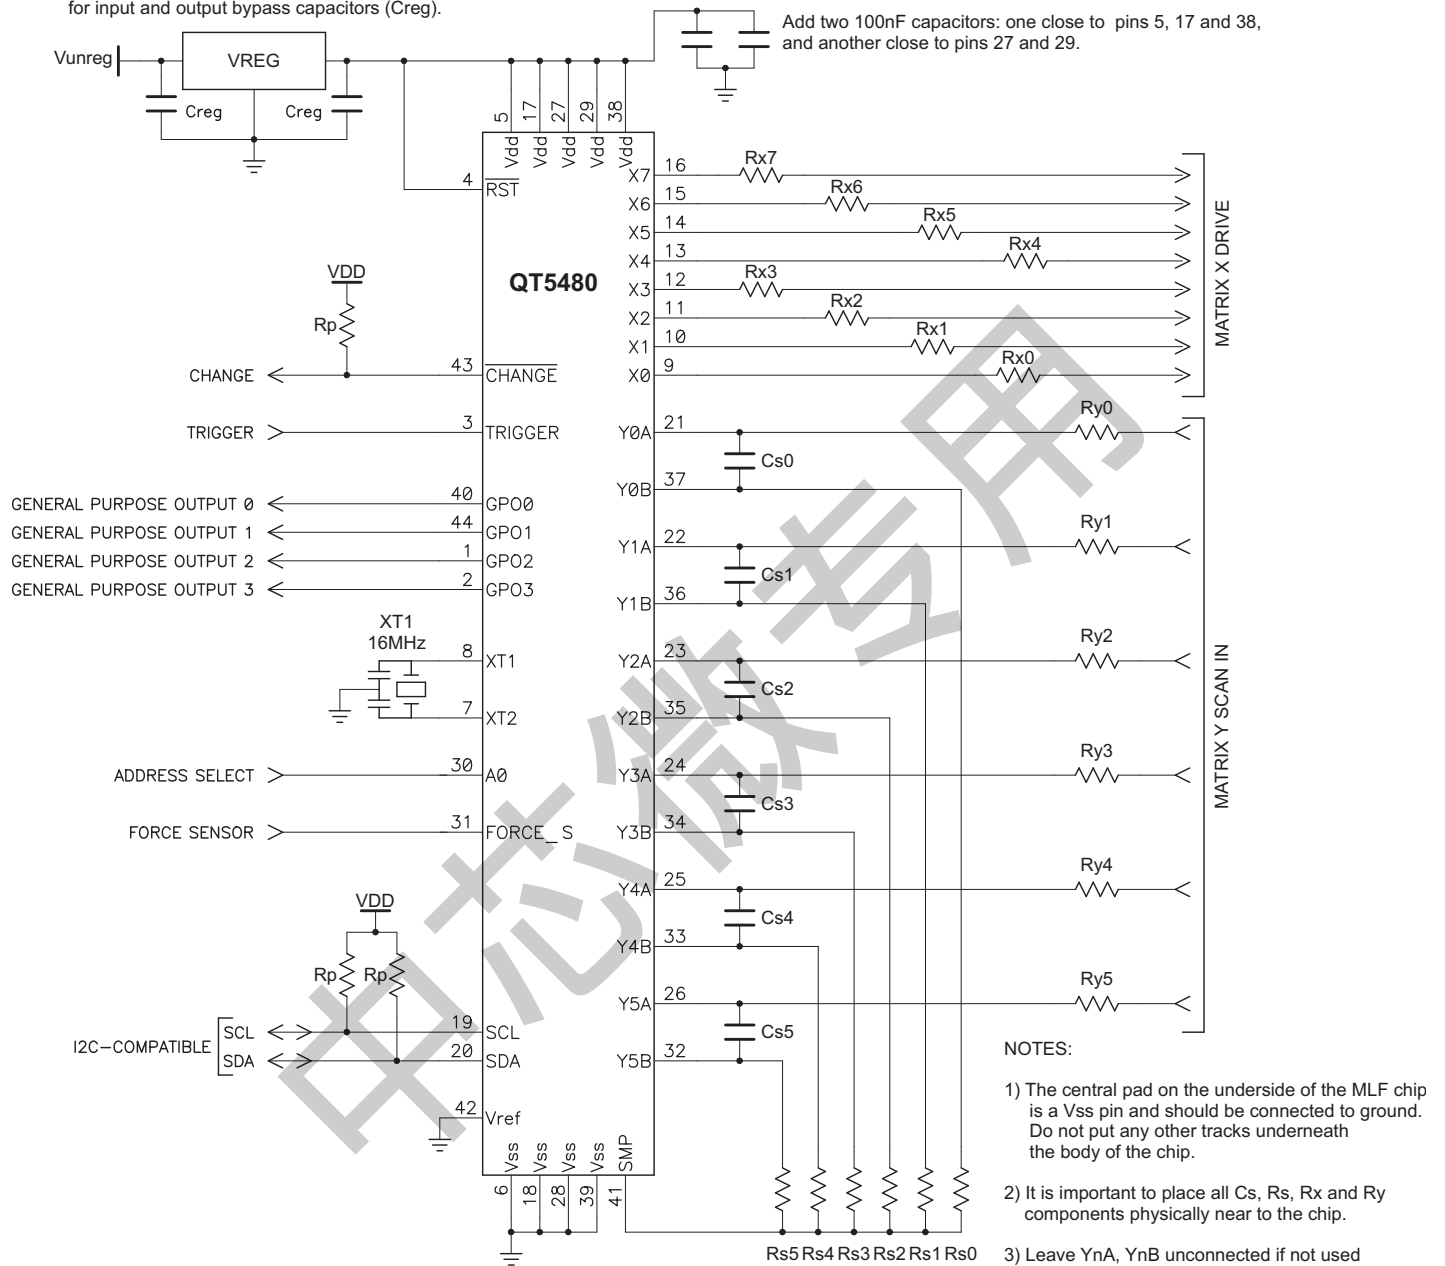 for input and output bypass capacitors (Creg).
Add two 100nF capacitors: one close to pins 5, 17 and 38,
and another close to pins 27 and 29.
Vunreg
VREG
Creg
Creg
5
17
27
29
38
Vdd
Vdd
Vdd
Vdd
Vdd
4
RST
QT5480
X7
16
Rx7
X6
15
Rx6
X5
14
Rx5
X4
13
Rx4
X3
12
Rx3
X2
11
Rx2
X1
10
Rx1
X0
9
Rx0
MATRIX X DRIVE
VDD
Rp
CHANGE
43
CHANGE
TRIGGER
3
TRIGGER
GENERAL PURPOSE OUTPUT 0
40
GPO0
GENERAL PURPOSE OUTPUT 1
44
GPO1
GENERAL PURPOSE OUTPUT 2
1
GPO2
GENERAL PURPOSE OUTPUT 3
2
GPO3
XT1
16MHz
8
XT1
7
XT2
ADDRESS SELECT
30
A0
FORCE SENSOR
31
FORCE_S
VDD
Rp
Rp
I2C-COMPATIBLE
SCL
19
SCL
SDA
20
SDA
42
Vref
Y0A
21
Ry0
Cs0
Y0B
37
Y1A
22
Ry1
Cs1
Y1B
36
Y2A
23
Ry2
Cs2
Y2B
35
Y3A
24
Ry3
Cs3
Y3B
34
Y4A
25
Ry4
Cs4
Y4B
33
Y5A
26
Ry5
Cs5
Y5B
32
MATRIX Y SCAN IN
Vss
Vss
Vss
Vss
SMP
6
18
28
39
41
Rs5 Rs4 Rs3 Rs2 Rs1 Rs0
NOTES:
1) The central pad on the underside of the MLF chip
is a Vss pin and should be connected to ground.
Do not put any other tracks underneath
the body of the chip.
2) It is important to place all Cs, Rs, Rx and Ry
components physically near to the chip.
3) Leave YnA, YnB unconnected if not used
中芯微专用